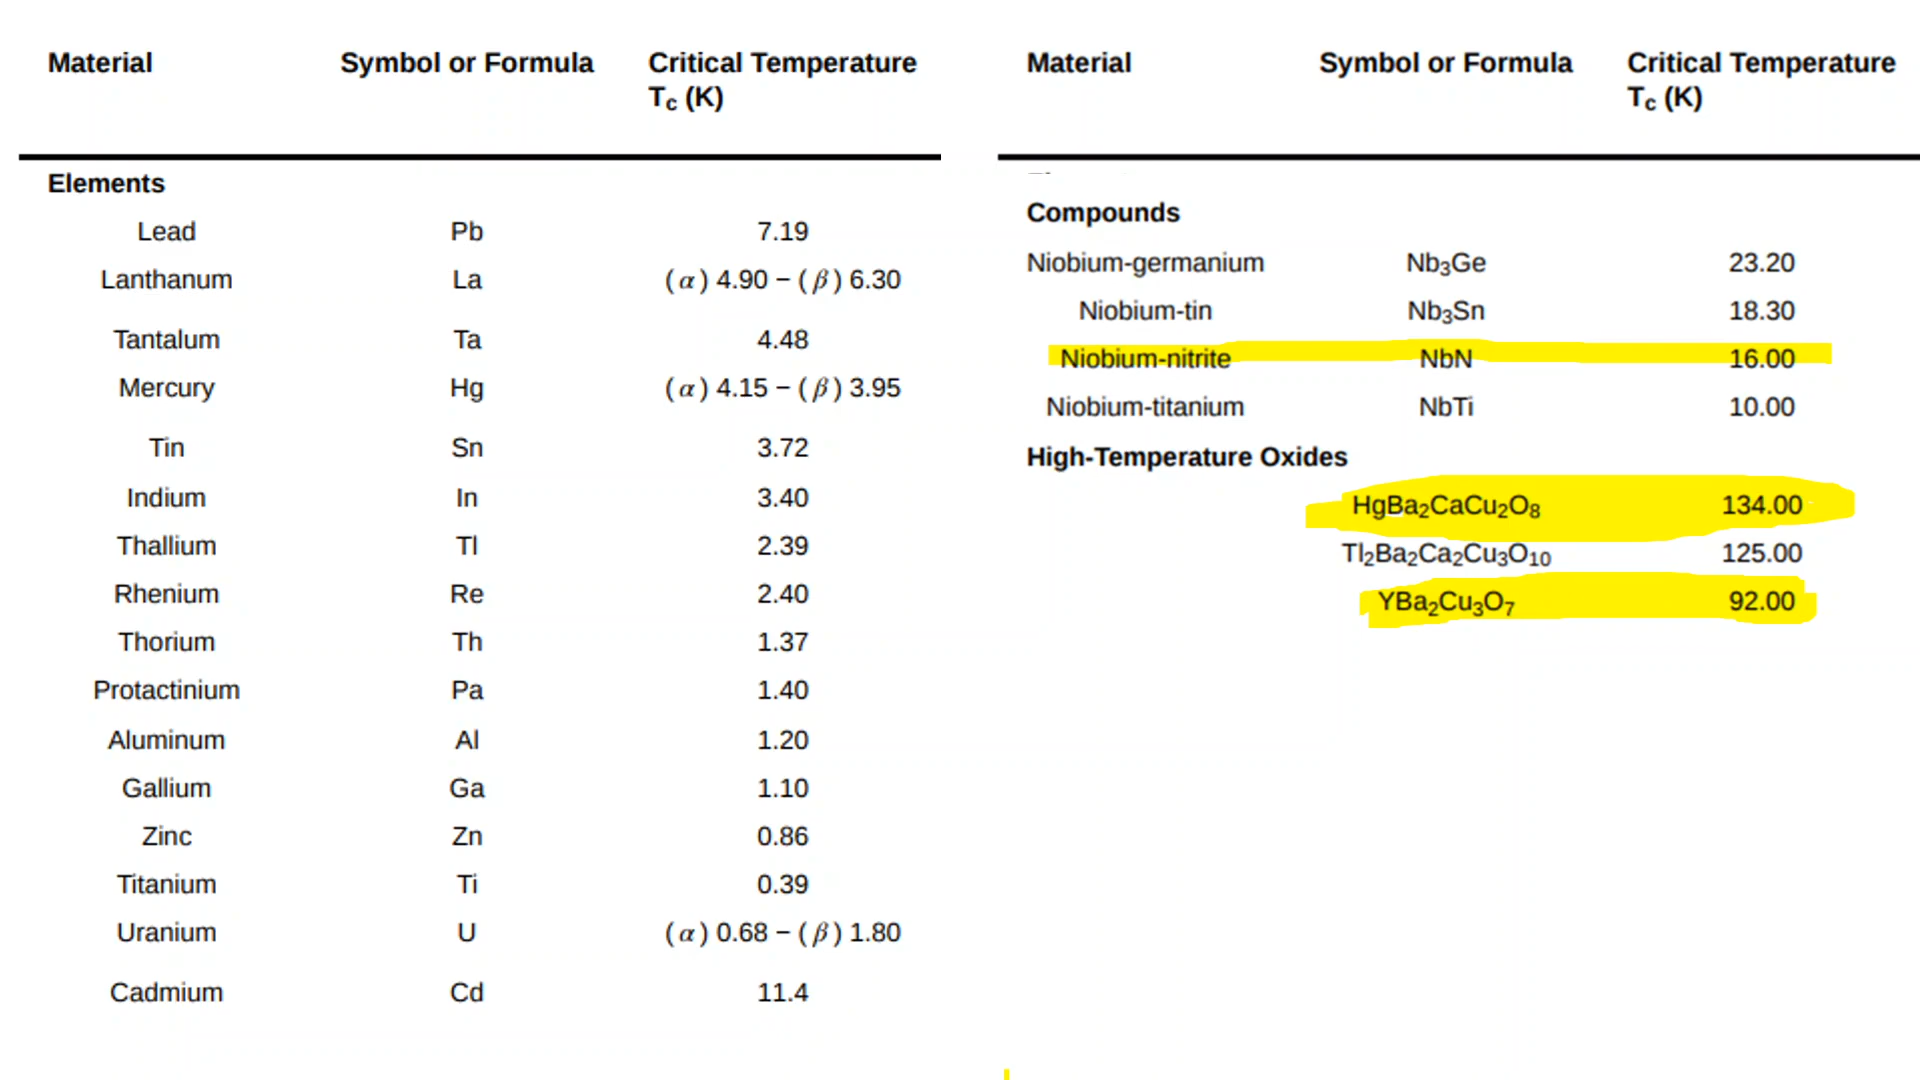 Material Symbol or Formula Critical Temperature
Tc (K)
Elements
Lead Pb 7.19
Lanthanum La (α) 4.90 − (β) 6.30
Tantalum Ta 4.48
Mercury Hg (α) 4.15 − (β) 3.95
Tin Sn 3.72
Indium In 3.40
Thallium Tl 2.39
Rhenium Re 2.40
Thorium Th 1.37
Protactinium Pa 1.40
Aluminum Al 1.20
Gallium Ga 1.10
Zinc Zn 0.86
Titanium Ti 0.39
Uranium U (α) 0.68 − (β) 1.80
Cadmium Cd 11.4
Material Symbol or Formula Critical Temperature
Tc (K)
Compounds
Niobium-germanium Nb₃Ge 23.20
Niobium-tin Nb₃Sn 18.30
Niobium-nitrite NbN 16.00
Niobium-titanium NbTi 10.00
High-Temperature Oxides
HgBa₂CaCu₂O₈ 134.00
Tl₂Ba₂Ca₂Cu₃O₁₀ 125.00
YBa₂Cu₃O₇ 92.00